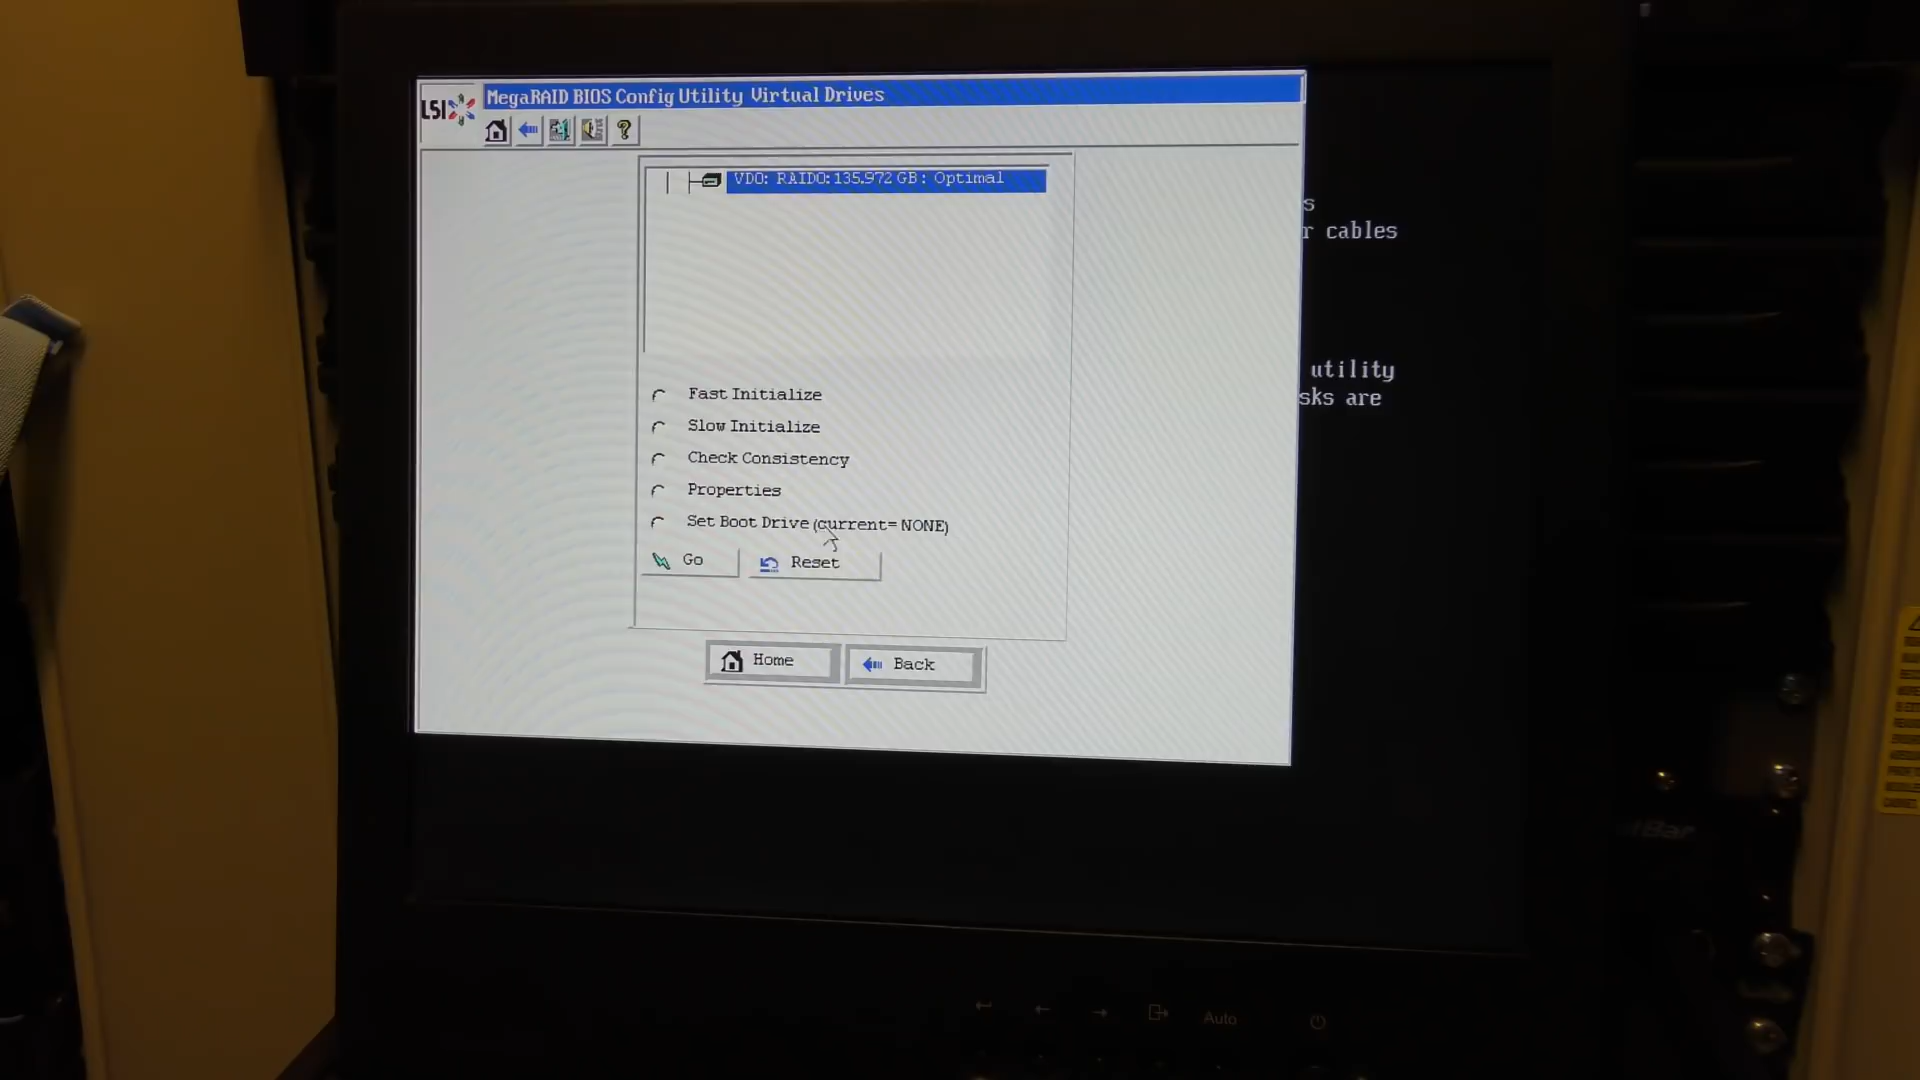 LSI
MegaRAID BIOS Config Utility Virtual Drives
VD0: RAID0:135.972 GB : Optimal
s
r cables
utility
sks are
Fast Initialize
Slow Initialize
Check Consistency
Properties
Set Boot Drive (current= NONE)
Go
Reset
Home
Back
Auto